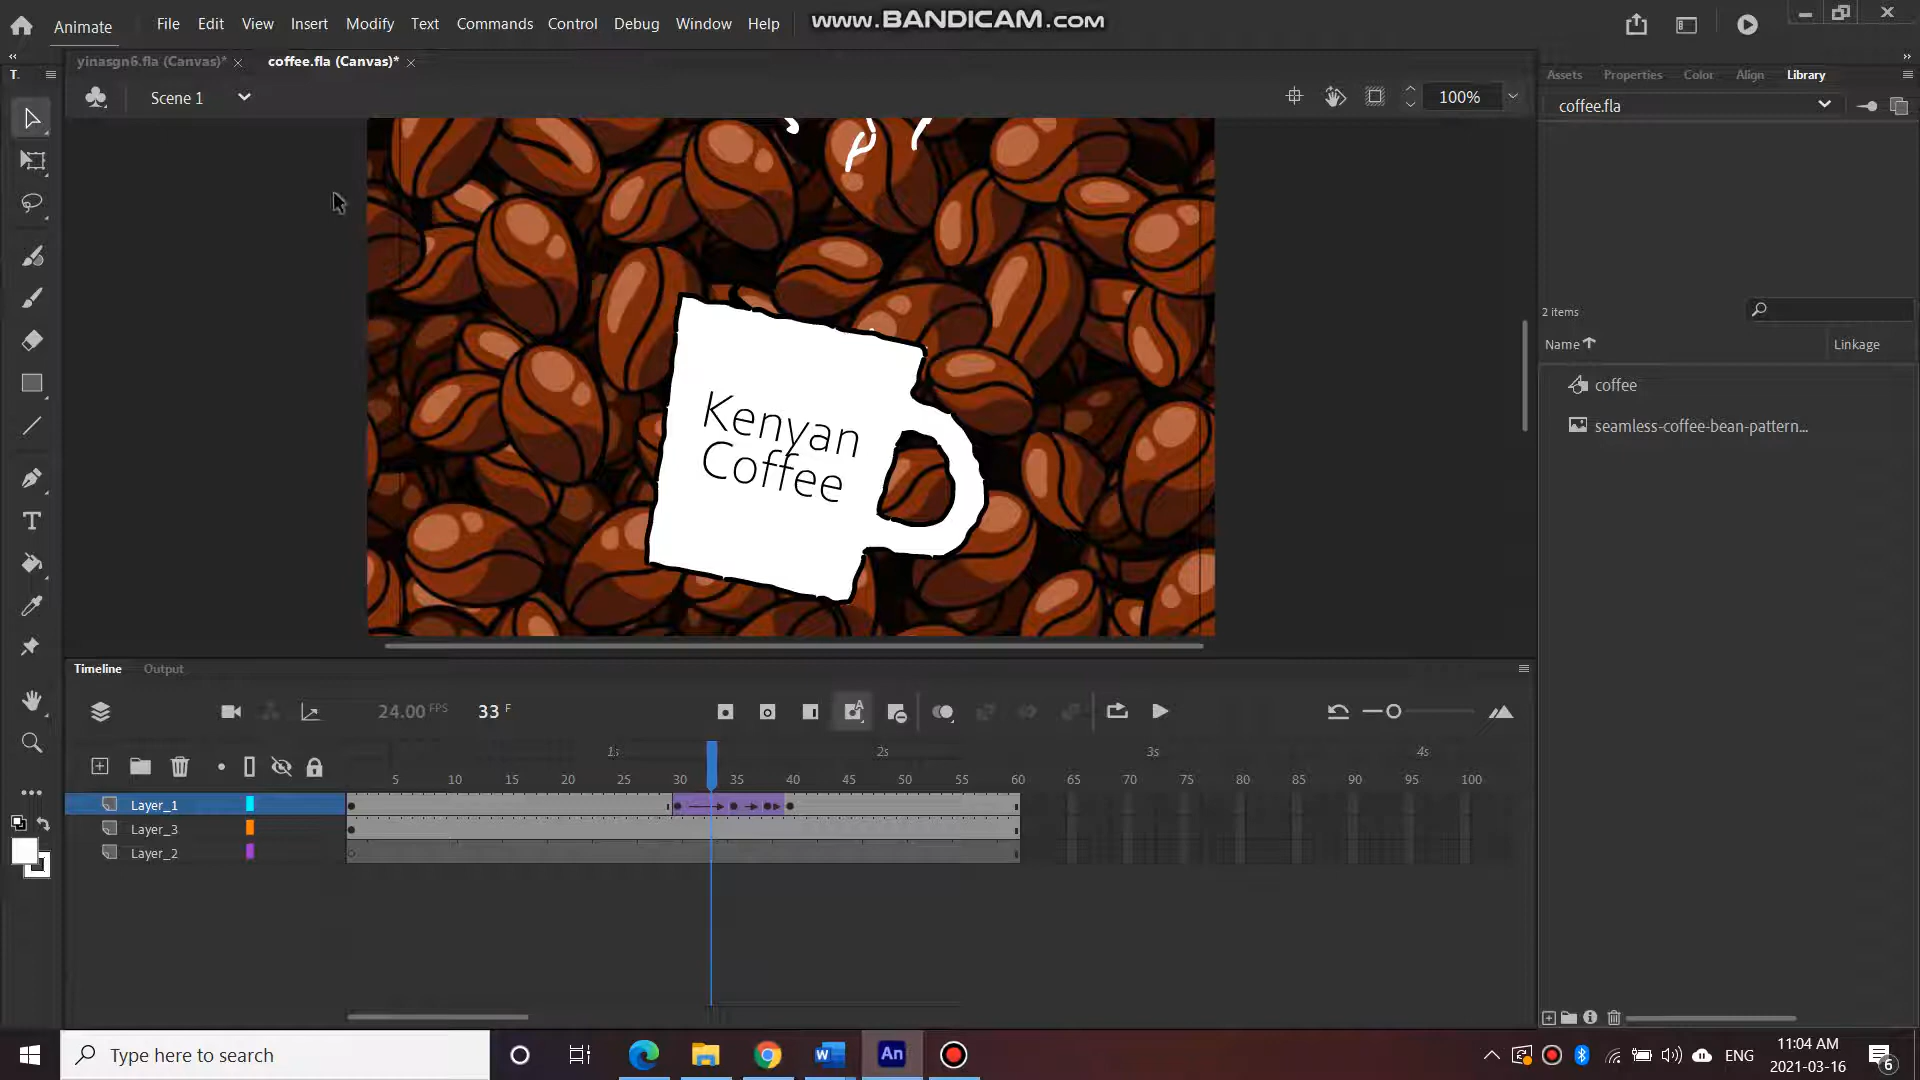 Animate File Edit View Insert Modify Text Commands Control Debug Window Help
www.BANDICAM.com
yinasgn6.fla (Canvas)* coffee.fla (Canvas)*
Assets Properties Color Align Library
T.
Scene 1
100%
coffee.fla
2 items
Name Linkage
coffee
seamless-coffee-bean-pattern...
Kenyan
Coffee
Timeline Output
24.00 FPS 33 F
1s 2s 3s 4s
5 10 15 20 25 30 35 40 45 50 55 60 65 70 75 80 85 90 95 100
Layer_1
Layer_3
Layer_2
Type here to search
An
ENG
11:04 AM
2021-03-16
6